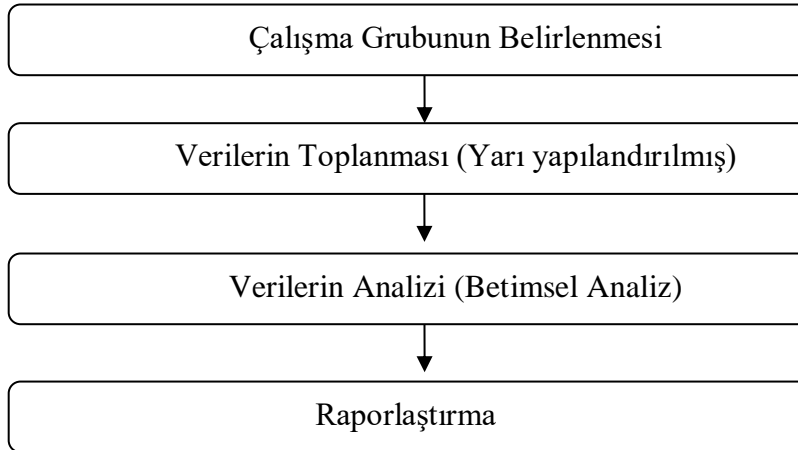 Çalışma Grubunun Belirlenmesi
Verilerin Toplanması (Yarı yapılandırılmış)
Verilerin Analizi (Betimsel Analiz)
Raporlaştırma